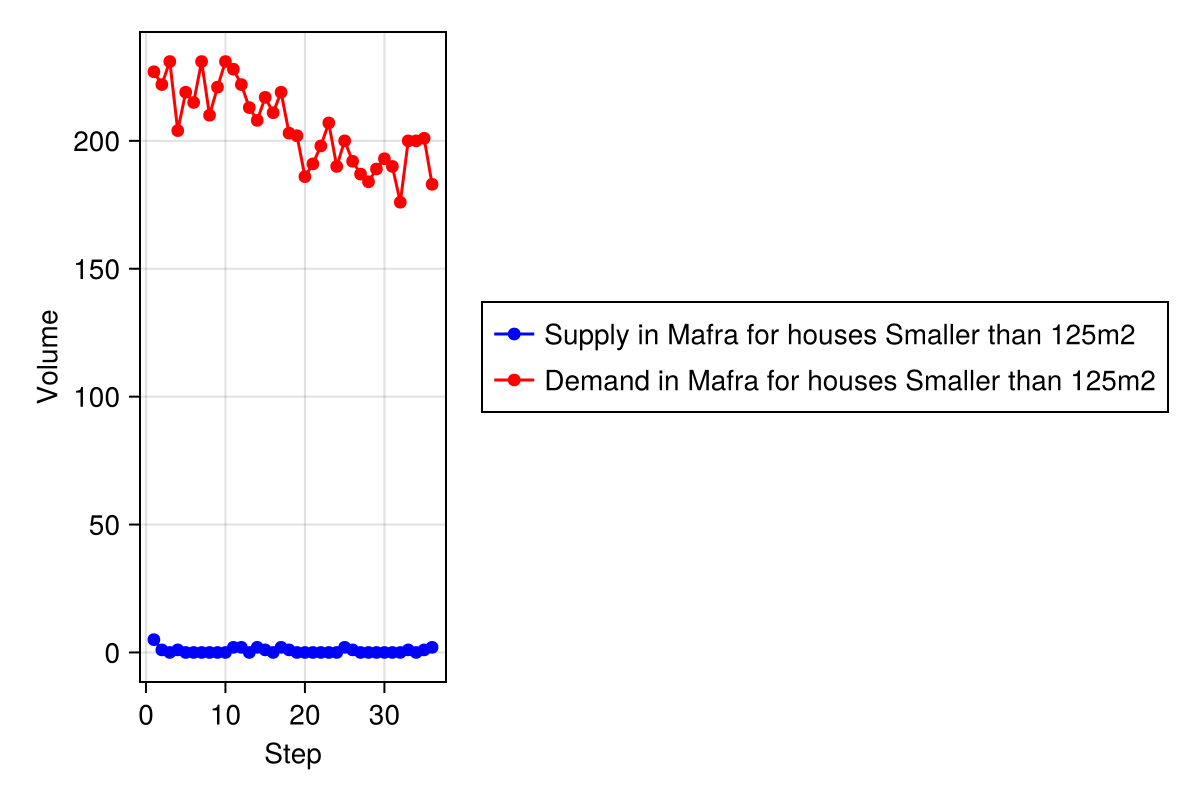 200
150
100
50
0
Volume
0 10 20 30
Step
Supply in Mafra for houses Smaller than 125m2
Demand in Mafra for houses Smaller than 125m2